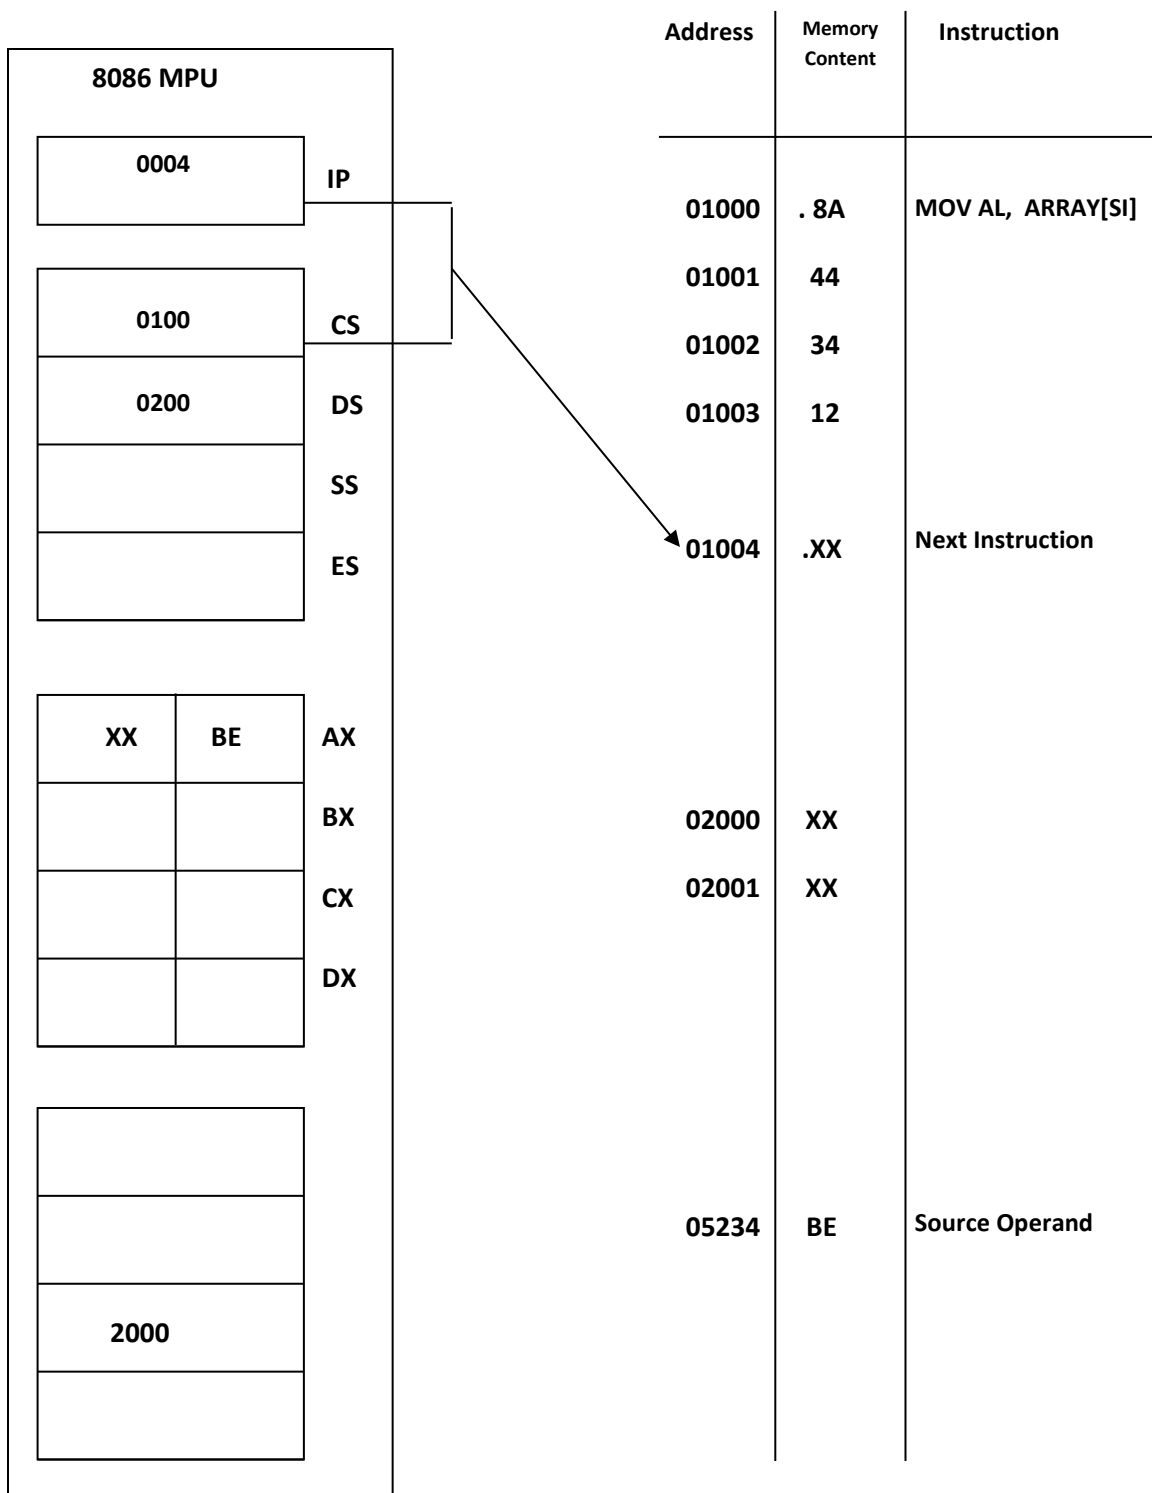 8086 MPU
0004
IP
0100
CS
0200
DS
SS
ES
XX BE AX
BX
CX
DX
2000
Address Memory Content Instruction
01000 . 8A MOV AL, ARRAY[SI]
01001 44
01002 34
01003 12
01004 .XX Next Instruction
02000 XX
02001 XX
05234 BE Source Operand